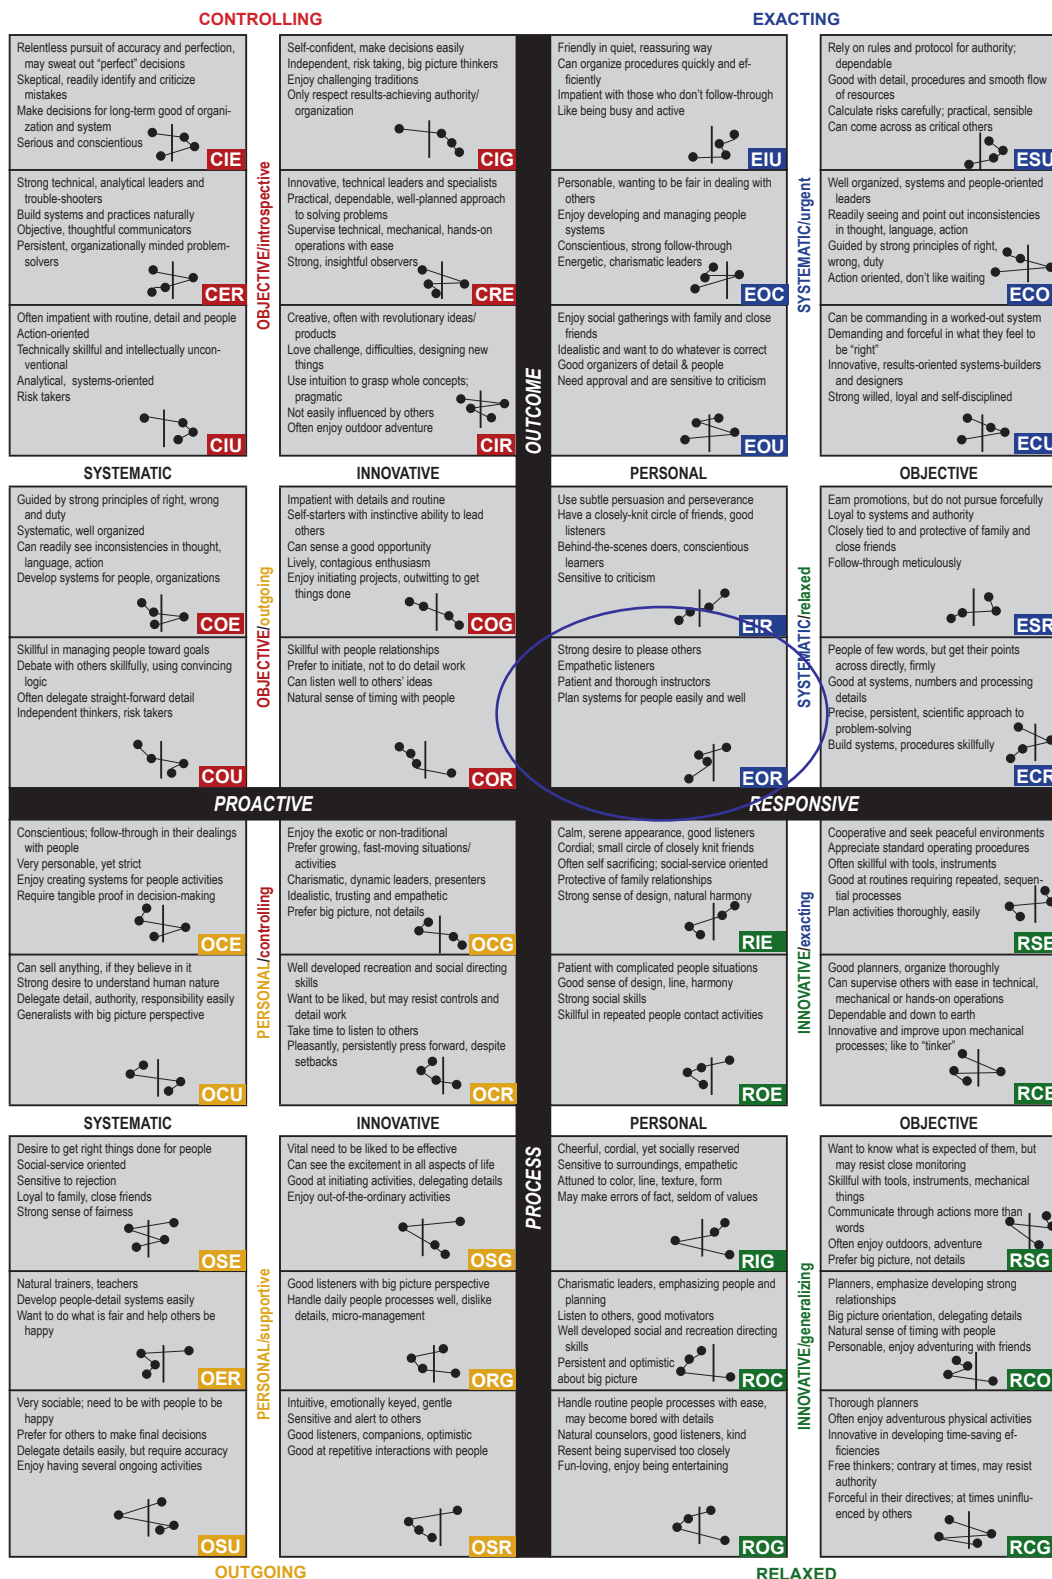 CONTROLLING
EXACTING
Relentless pursuit of accuracy and perfection,
may sweat out “perfect” decisions
Skeptical, readily identify and criticize
mistakes
Make decisions for long-term good of organi-
zation and system
Serious and conscientious
CIE
Self-confident, make decisions easily
Independent, risk taking, big picture thinkers
Enjoy challenging traditions
Only respect results-achieving authority/
organization
CIG
Friendly in quiet, reassuring way
Can organize procedures quickly and ef-
ficiently
Impatient with those who don’t follow-through
Like being busy and active
EIU
Rely on rules and protocol for authority;
dependable
Good with detail, procedures and smooth flow
of resources
Calculate risks carefully; practical, sensible
Can come across as critical others
ESU
Strong technical, analytical leaders and
trouble-shooters
Build systems and practices naturally
Objective, thoughtful communicators
Persistent, organizationally minded problem-
solvers
CER
OBJECTIVE/introspective
Innovative, technical leaders and specialists
Practical, dependable, well-planned approach
to solving problems
Supervise technical, mechanical, hands-on
operations with ease
Strong, insightful observers
CRE
Personable, wanting to be fair in dealing with
others
Enjoy developing and managing people
systems
Conscientious, strong follow-through
Energetic, charismatic leaders
EOC
SYSTEMATIC/urgent
Well organized, systems and people-oriented
leaders
Readily seeing and point out inconsistencies
in thought, language, action
Guided by strong principles of right,
wrong, duty
Action oriented, don’t like waiting
ECO
Often impatient with routine, detail and people
Action-oriented
Technically skillful and intellectually uncon-
ventional
Analytical, systems-oriented
Risk takers
CIU
Creative, often with revolutionary ideas/
products
Love challenge, difficulties, designing new
things
Use intuition to grasp whole concepts;
pragmatic
Not easily influenced by others
Often enjoy outdoor adventure
CIR
OUTCOME
Enjoy social gatherings with family and close
friends
Idealistic and want to do whatever is correct
Good organizers of detail & people
Need approval and are sensitive to criticism
EOU
Can be commanding in a worked-out system
Demanding and forceful in what they feel to
be “right”
Innovative, results-oriented systems-builders
and designers
Strong willed, loyal and self-disciplined
ECU
SYSTEMATIC
INNOVATIVE
PERSONAL
OBJECTIVE
Guided by strong principles of right, wrong
and duty
Systematic, well organized
Can readily see inconsistencies in thought,
language, action
Develop systems for people, organizations
COE
Impatient with details and routine
Self-starters with instinctive ability to lead
others
Can sense a good opportunity
Lively, contagious enthusiasm
Enjoy initiating projects, outwitting to get
things done
COG
Use subtle persuasion and perseverance
Have a closely-knit circle of friends, good
listeners
Behind-the-scenes doers, conscientious
learners
Sensitive to criticism
EIR
Earn promotions, but do not pursue forcefully
Loyal to systems and authority
Closely tied to and protective of family and
close friends
Follow-through meticulously
ESR
OBJECTIVE/outgoing
SYSTEMATIC/relaxed
Skillful in managing people toward goals
Debate with others skillfully, using convincing
logic
Often delegate straight-forward detail
Independent thinkers, risk takers
COU
Skillful with people relationships
Prefer to initiate, not to do detail work
Can listen well to others’ ideas
Natural sense of timing with people
COR
Strong desire to please others
Empathetic listeners
Patient and thorough instructors
Plan systems for people easily and well
EOR
People of few words, but get their points
across directly, firmly
Good at systems, numbers and processing
details
Precise, persistent, scientific approach to
problem-solving
Build systems, procedures skillfully
ECR
PROACTIVE
RESPONSIVE
Conscientious; follow-through in their dealings
with people
Very personable, yet strict
Enjoy creating systems for people activities
Require tangible proof in decision-making
OCE
Enjoy the exotic or non-traditional
Prefer growing, fast-moving situations/
activities
Charismatic, dynamic leaders, presenters
Idealistic, trusting and empathetic
Prefer big picture, not details
OCG
Calm, serene appearance, good listeners
Cordial; small circle of closely knit friends
Often self sacrificing; social-service oriented
Protective of family relationships
Strong sense of design, natural harmony
RIE
Cooperative and seek peaceful environments
Appreciate standard operating procedures
Often skillful with tools, instruments
Good at routines requiring repeated, sequen-
tial processes
Plan activities thoroughly, easily
RSE
PERSONAL/controlling
INNOVATIVE/exacting
Can sell anything, if they believe in it
Strong desire to understand human nature
Delegate detail, authority, responsibility easily
Generalists with big picture perspective
OCU
Well developed recreation and social directing
skills
Want to be liked, but may resist controls and
detail work
Take time to listen to others
Pleasantly, persistently press forward, despite
setbacks
OCR
Patient with complicated people situations
Good sense of design, line, harmony
Strong social skills
Skillful in repeated people contact activities
ROE
Good planners, organize thoroughly
Can supervise others with ease in technical,
mechanical or hands-on operations
Dependable and down to earth
Innovative and improve upon mechanical
processes; like to “tinker”
RCE
SYSTEMATIC
INNOVATIVE
PERSONAL
OBJECTIVE
Desire to get right things done for people
Social-service oriented
Sensitive to rejection
Loyal to family, close friends
Strong sense of fairness
OSE
Vital need to be liked to be effective
Can see the excitement in all aspects of life
Good at initiating activities, delegating details
Enjoy out-of-the-ordinary activities
OSG
PROCESS
Cheerful, cordial, yet socially reserved
Sensitive to surroundings, empathetic
Attuned to color, line, texture, form
May make errors of fact, seldom of values
RIG
Want to know what is expected of them, but
may resist close monitoring
Skillful with tools, instruments, mechanical
things
Communicate through actions more than
words
Often enjoy outdoors, adventure
Prefer big picture, not details
RSG
Natural trainers, teachers
Develop people-detail systems easily
Want to do what is fair and help others be
happy
OER
PERSONAL/supportive
Good listeners with big picture perspective
Handle daily people processes well, dislike
details, micro-management
ORG
Charismatic leaders, emphasizing people and
planning
Listen to others, good motivators
Well developed social and recreation directing
skills
Persistent and optimistic
about big picture
ROC
INNOVATIVE/generalizing
Planners, emphasize developing strong
relationships
Big picture orientation, delegating details
Natural sense of timing with people
Personable, enjoy adventuring with friends
RCO
Very sociable; need to be with people to be
happy
Prefer for others to make final decisions
Delegate details easily, but require accuracy
Enjoy having several ongoing activities
OSU
Intuitive, emotionally keyed, gentle
Sensitive and alert to others
Good listeners, companions, optimistic
Good at repetitive interactions with people
OSR
Handle routine people processes with ease,
may become bored with details
Natural counselors, good listeners, kind
Resent being supervised too closely
Fun-loving, enjoy being entertaining
ROG
Thorough planners
Often enjoy adventurous physical activities
Innovative in developing time-saving ef-
ficiencies
Free thinkers; contrary at times, may resist
authority
Forceful in their directives; at times uninflu-
enced by others
RCG
OUTGOING
RELAXED